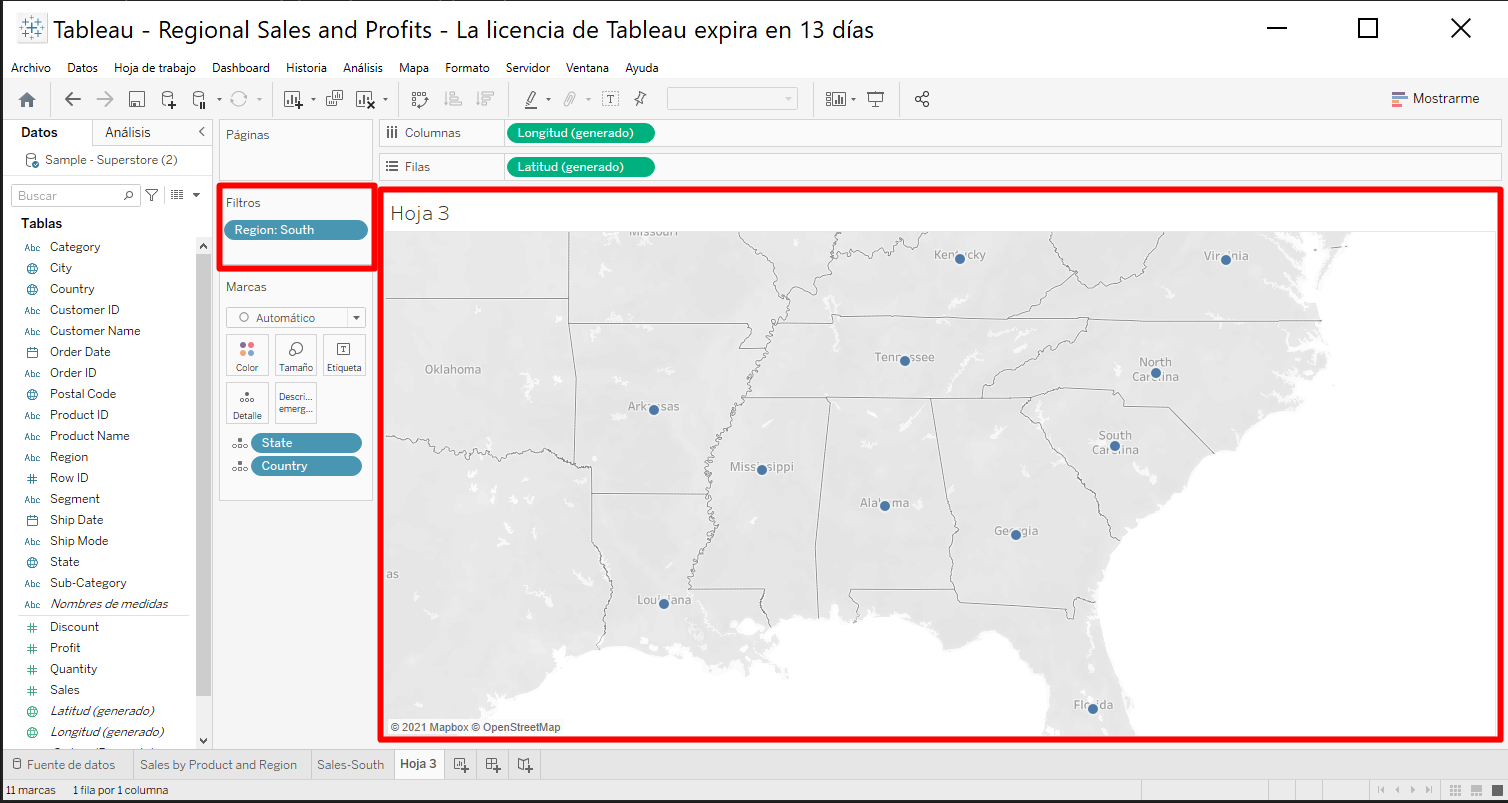 Tableau - Regional Sales and Profits - La licencia de Tableau expira en 13 días
Archivo Datos Hoja de trabajo Dashboard Historia Análisis Mapa Formato Servidor Ventana Ayuda
Mostrarme
Datos Análisis
Sample - Superstore (2)
Buscar
Tablas
Abc Category
City
Country
Abc Customer ID
Abc Customer Name
Order Date
Abc Order ID
Postal Code
Abc Product ID
Abc Product Name
Abc Region
# Row ID
Abc Segment
Ship Date
Abc Ship Mode
State
Abc Sub-Category
Abc Nombres de medidas
# Discount
# Profit
# Quantity
# Sales
Latitud (generado)
Longitud (generado)
Páginas
Filtros
Region: South
Marcas
Automático
Color Tamaño Etiqueta
Detalle
Descri...
emerg...
State
Country
Columnas Longitud (generado)
Filas Latitud (generado)
Hoja 3
Missouri
Kentucky
Virginia
Oklahoma
Tennessee
North
Carolina
Arkansas
South
Carolina
Mississippi
Alabama
Georgia
as
Louisiana
Florida
© 2021 Mapbox © OpenStreetMap
Fuente de datos Sales by Product and Region Sales-South Hoja 3
11 marcas 1 fila por 1 columna